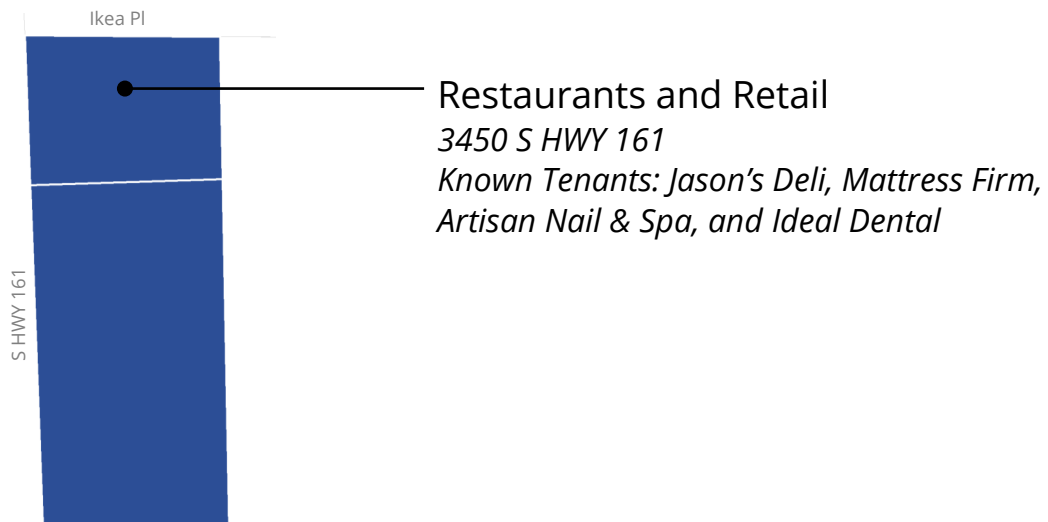 Ikea Pl
Restaurants and Retail
3450 S HWY 161
Known Tenants: Jason’s Deli, Mattress Firm,
Artisan Nail & Spa, and Ideal Dental
S HWY 161